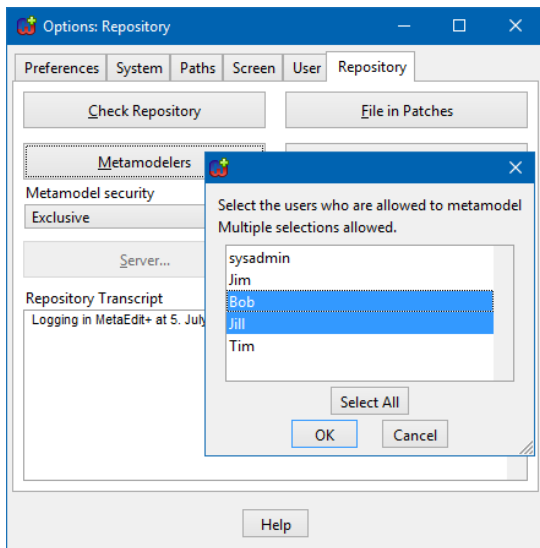 Options: Repository
Preferences System Paths Screen User Repository
Check Repository File in Patches
Metamodelers
Metamodel security
Exclusive
Server...
Repository Transcript
Logging in MetaEdit+ at 5. July
Select the users who are allowed to metamodel
Multiple selections allowed.
sysadmin
Jim
Bob
Jill
Tim
Select All
OK Cancel
Help